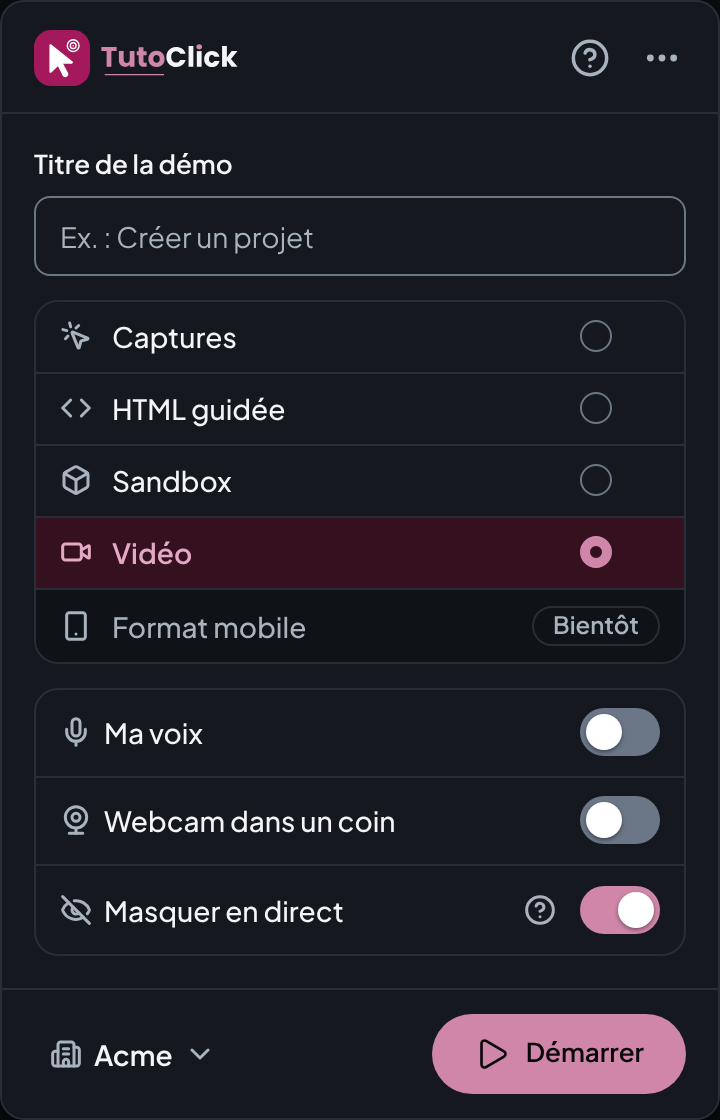 TutoClick
Titre de la démo
Ex. : Créer un projet
Captures
HTML guidée
Sandbox
Vidéo
Format mobile
Bientôt
Ma voix
Webcam dans un coin
Masquer en direct
Acme
Démarrer